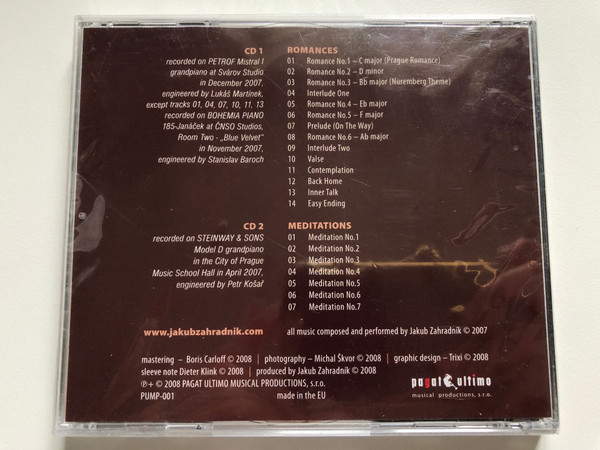 CD 1
recorded on PETROF Mistral I
grandpiano at Svárov Studio
in December 2007,
engineered by Lukáš Martinek,
except tracks 01, 04, 07, 10, 11, 13
recorded on BOHEMIA PIANO
185-Janáček at ČNSO Studios,
Room Two - „Blue Velvet"
in November 2007,
engineered by Stanislav Baroch
ROMANCES
01 Romance No.1 – C major (Prague Romance)
02 Romance No.2 – D minor
03 Romance No.3 – Bb major (Nuremberg Theme)
04 Interlude One
05 Romance No.4 – Eb major
06 Romance No.5 – F major
07 Prelude (On The Way)
08 Romance No.6 – Ab major
09 Interlude Two
10 Valse
11 Contemplation
12 Back Home
13 Inner Talk
14 Easy Ending
CD 2
recorded on STEINWAY & SONS
Model D grandpiano
in the City of Prague
Music School Hall in April 2007,
engineered by Petr Košař
MEDITATIONS
01 Meditation No.1
02 Meditation No.2
03 Meditation No.3
04 Meditation No.4
05 Meditation No.5
06 Meditation No.6
07 Meditation No.7
www.jakubzahradnik.com
all music composed and performed by Jakub Zahradník © 2007
mastering – Boris Carloff © 2008 | photography – Michal Škvor © 2008 | graphic design – Trixi © 2008
sleeve note Dieter Klink © 2008 | produced by Jakub Zahradník © 2008
℗ + © 2008 PAGAT ULTIMO MUSICAL PRODUCTIONS, s.r.o.
PUMP-001
made in the EU
pagat ultimo
musical productions, s.r.o.